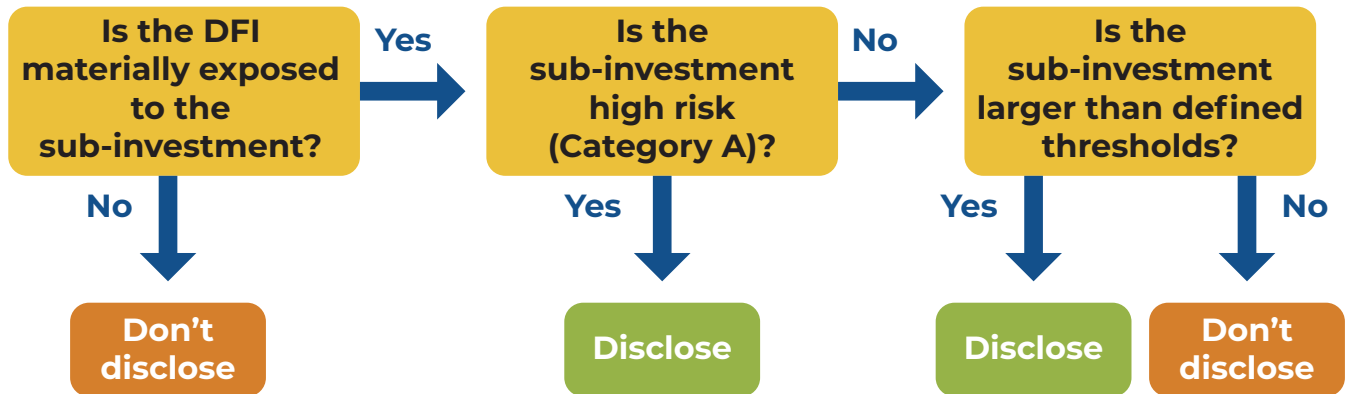 Is the DFI
materially exposed
to the
sub-investment?
Yes
Is the
sub-investment
high risk
(Category A)?
No
Is the
sub-investment
larger than defined
thresholds?
No
Yes
Yes
No
Don’t
disclose
Disclose
Disclose
Don’t
disclose